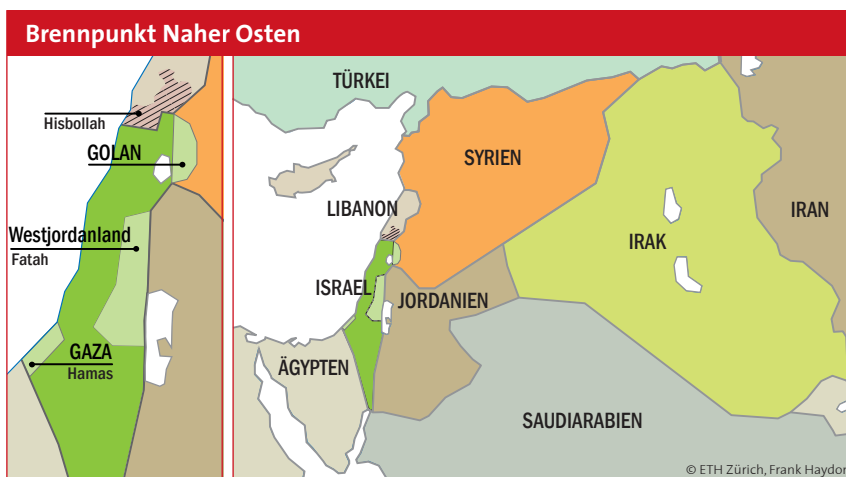 Brennpunkt Naher Osten
Hisbollah
GOLAN
Westjordanland
Fatah
GAZA
Hamas
TÜRKEI
SYRIEN
LIBANON
IRAN
IRAK
ISRAEL
JORDANIEN
ÄGYPTEN
SAUDIARABIEN
© ETH Zürich, Frank Haydon